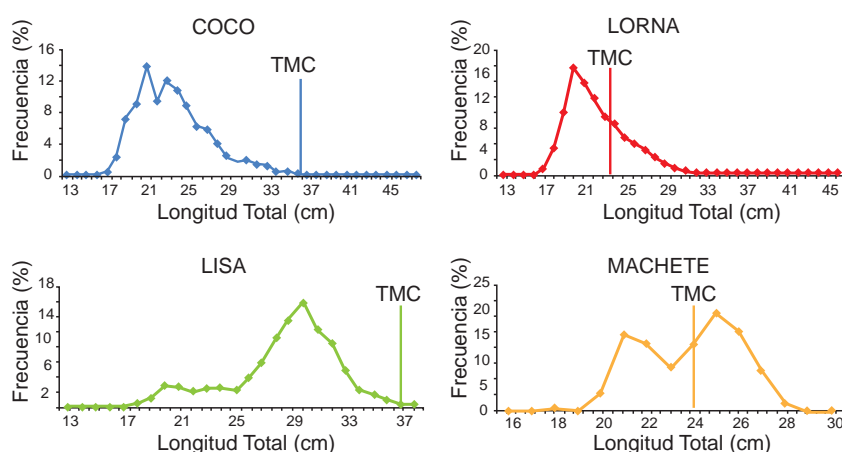 COCO
Frecuencia (%)
16
12
8
4
0
TMC
13 17 21 25 29 33 37 41 45
Longitud Total (cm)
LORNA
Frecuencia (%)
20
16
12
8
4
0
TMC
13 17 21 25 29 33 37 41 45
Longitud Total (cm)
LISA
Frecuencia (%)
18
14
10
6
2
TMC
13 17 21 25 29 33 37
Longitud Total (cm)
MACHETE
Frecuencia (%)
25
20
15
10
5
0
TMC
16 18 20 22 24 26 28 30
Longitud Total (cm)